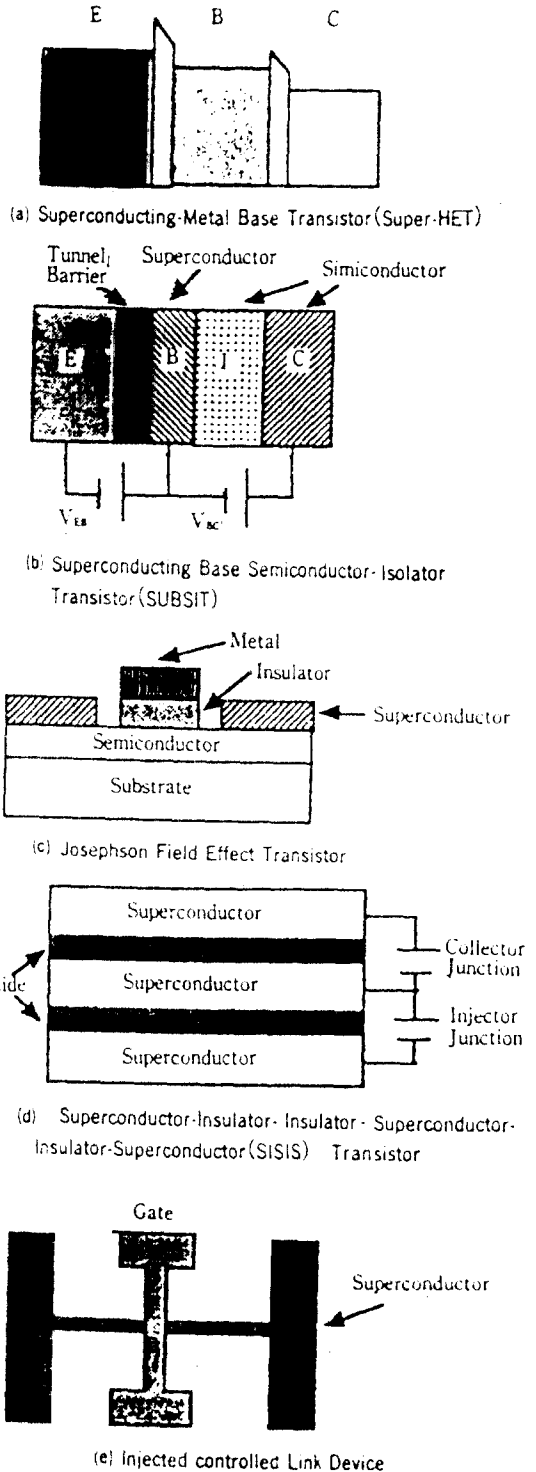 E B C
(a) Superconducting-Metal Base Transistor(Super-HET)
Tunnel
Barrier
Superconductor
Simiconductor
E B I C
VEB VBC
(b) Superconducting Base Semiconductor-Isolator
Transistor(SUBSIT)
Metal
Insulator
Superconductor
Semiconductor
Substrate
(c) Josephson Field Effect Transistor
Superconductor
Collector
Junction
ide
Superconductor
Injector
Junction
Superconductor
(d) Superconductor-Insulator-Insulator-Superconductor-
Insulator-Superconductor(SISIS) Transistor
Gate
Superconductor
(e) Injected controlled Link Device